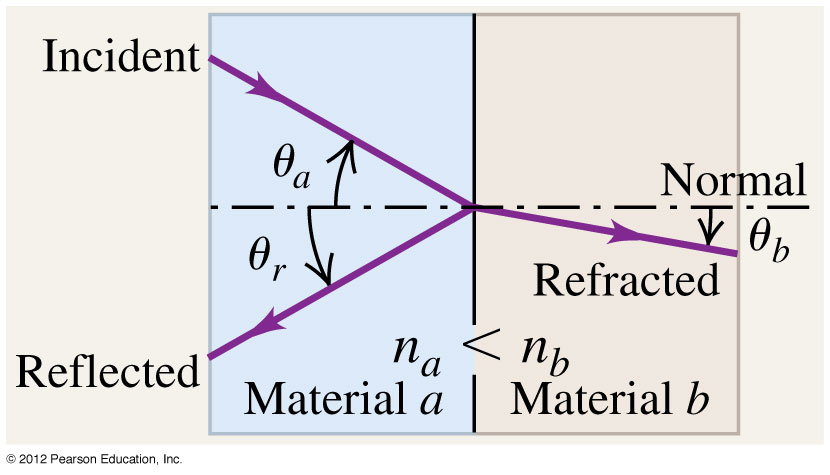 Incident
θa
Normal
θb
θr
Refracted
na < nb
Reflected
Material a
Material b
© 2012 Pearson Education, Inc.